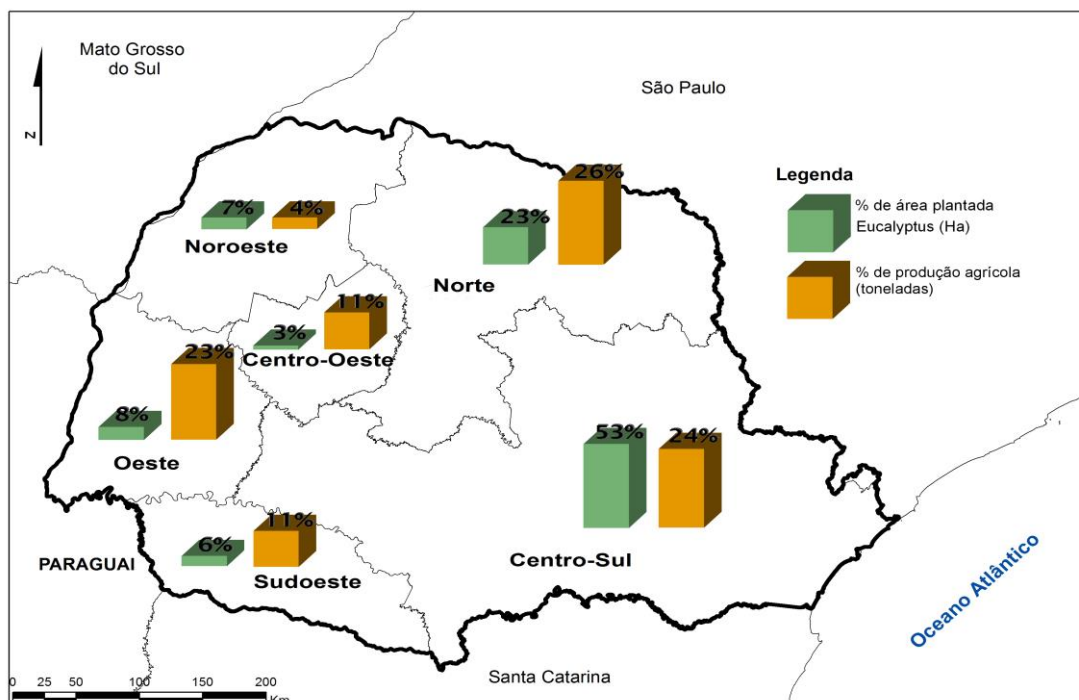 Mato Grosso
do Sul
São Paulo
N
Legenda
% de área plantada
Eucalyptus (Ha)
% de produção agrícola
(toneladas)
7%
4%
Noroeste
23%
26%
Norte
3%
11%
Centro-Oeste
8%
23%
Oeste
53%
24%
Centro-Sul
6%
11%
Sudoeste
PARAGUAI
Oceano Atlântico
Santa Catarina
0 25 50 100 150 200
Km